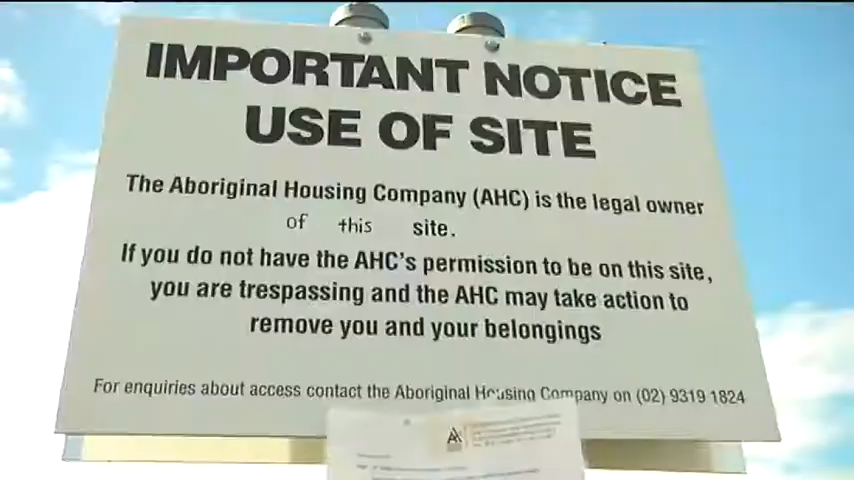 IMPORTANT NOTICE
USE OF SITE
The Aboriginal Housing Company (AHC) is the legal owner
of this site.
If you do not have the AHC's permission to be on this site,
you are trespassing and the AHC may take action to
remove you and your belongings
For enquiries about access contact the Aboriginal Housing Company on (02) 9319 1824